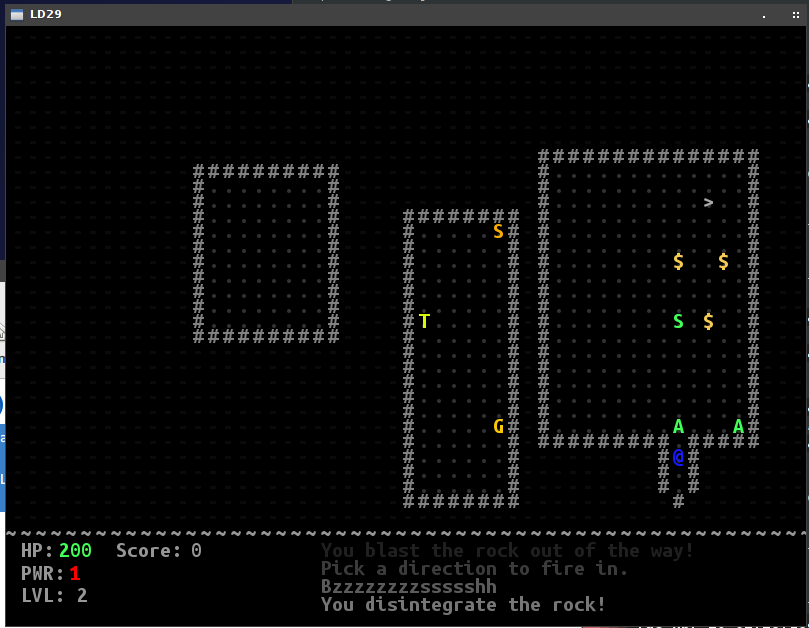 LD29
##########
##############
>
########
S
$ $
T
S $
G
A A
######### #####
@
##########
########
#
HP:200 Score: 0
PWR:1
LVL: 2
You blast the rock out of the way!
Pick a direction to fire in.
Bzzzzzzzzssssshh
You disintegrate the rock!